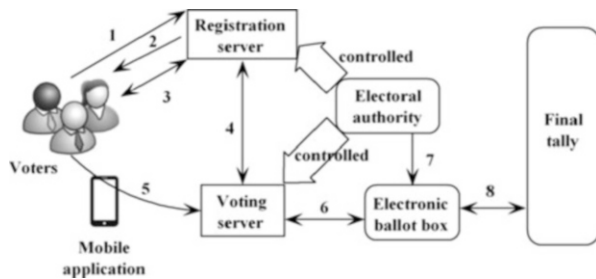 1
2
3
Registration
server
controlled
Electoral
authority
4
controlled
7
Voters
5
Mobile
application
Voting
server
6
Electronic
ballot box
8
Final
tally